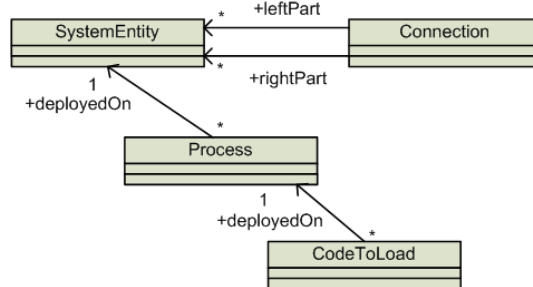 +leftPart
*
SystemEntity
Connection
*
+rightPart
1
+deployedOn
*
Process
1
+deployedOn
*
CodeToLoad